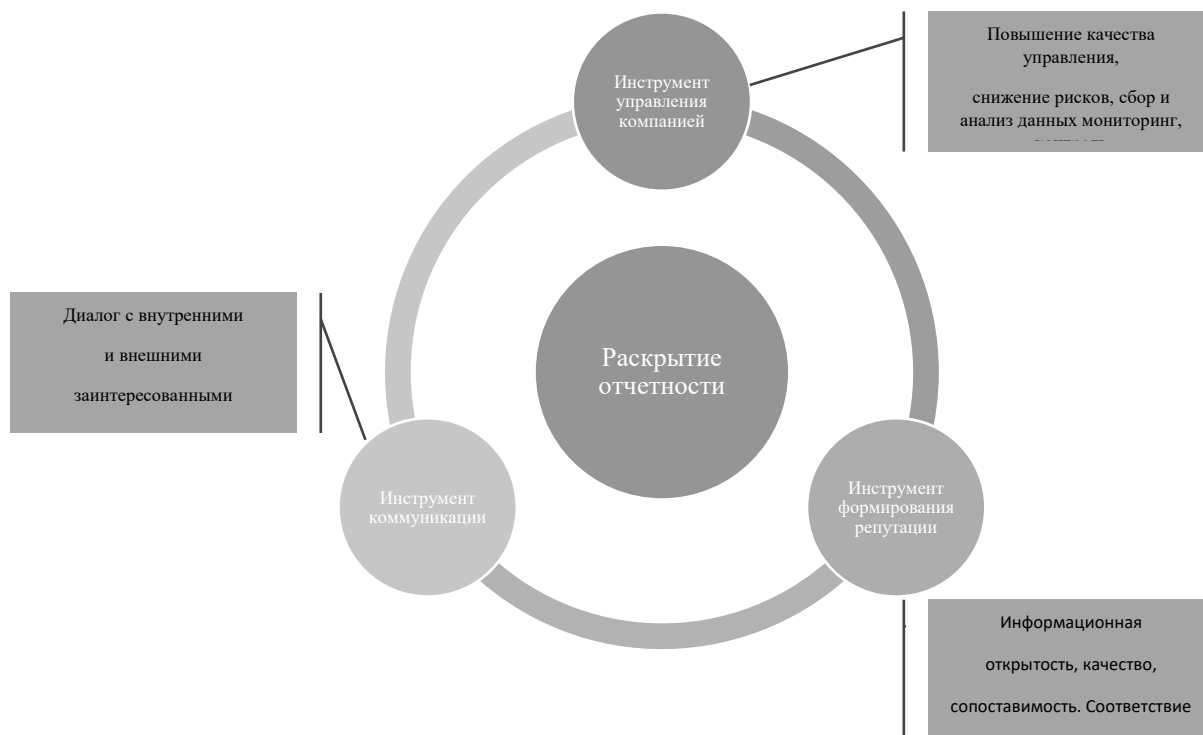 Повышение качества
управления,
снижение рисков, сбор и
анализ данных мониторинг,
Инструмент
управления
компанией
Диалог с внутренними
и внешними
заинтересованными
Раскрытие
отчетности
Инструмент
коммуникации
Инструмент
формирования
репутации
Информационная
открытость, качество,
сопоставимость. Соответствие